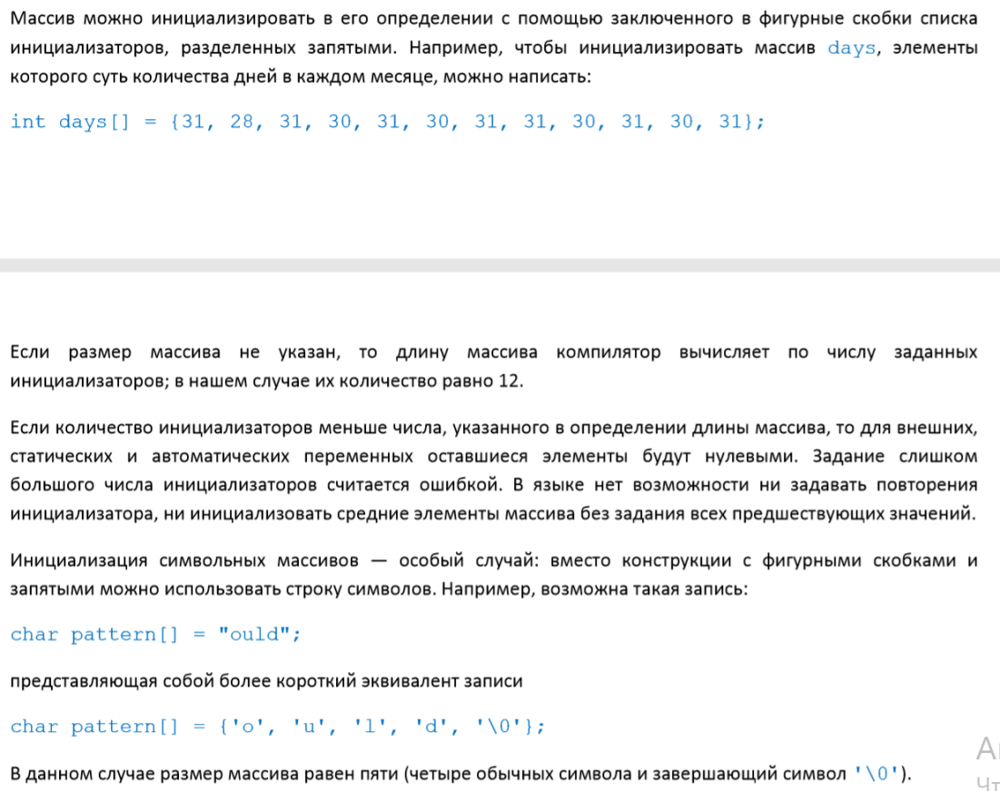 Массив можно инициализировать в его определении с помощью заключенного в фигурные скобки списка
инициализаторов, разделенных запятыми. Например, чтобы инициализировать массив days, элементы
которого суть количества дней в каждом месяце, можно написать:
int days[] = {31, 28, 31, 30, 31, 30, 31, 31, 30, 31, 30, 31};
Если размер массива не указан, то длину массива компилятор вычисляет по числу заданных
инициализаторов; в нашем случае их количество равно 12.
Если количество инициализаторов меньше числа, указанного в определении длины массива, то для внешних,
статических и автоматических переменных оставшиеся элементы будут нулевыми. Задание слишком
большого числа инициализаторов считается ошибкой. В языке нет возможности ни задавать повторения
инициализатора, ни инициализовать средние элементы массива без задания всех предшествующих значений.
Инициализация символьных массивов — особый случай: вместо конструкции с фигурными скобками и
запятыми можно использовать строку символов. Например, возможна такая запись:
char pattern[] = "ould";
представляющая собой более короткий эквивалент записи
char pattern[] = {'o', 'u', 'l', 'd', '\0'};
В данном случае размер массива равен пяти (четыре обычных символа и завершающий символ '\0').